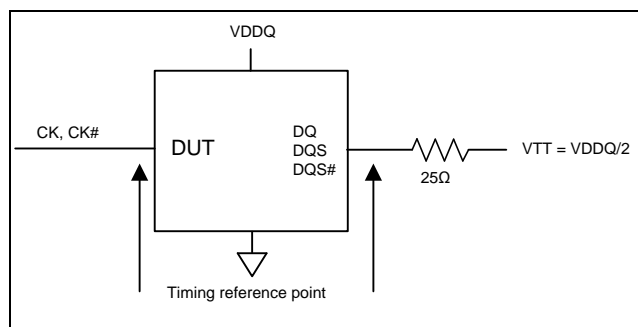 VDDQ
CK, CK#
DUT
DQ
DQS
DQS#
25Ω
VTT = VDDQ/2
Timing reference point